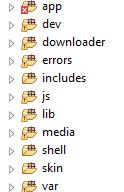 app
dev
downloader
errors
includes
js
lib
media
shell
skin
var